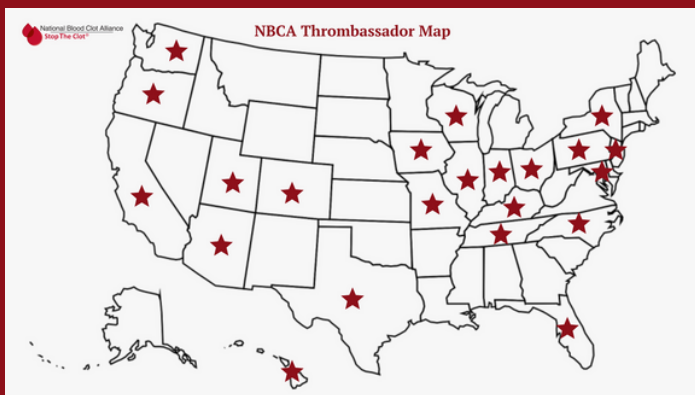 National Blood Clot Alliance
Stop The Clot®
NBCA Thrombassador Map